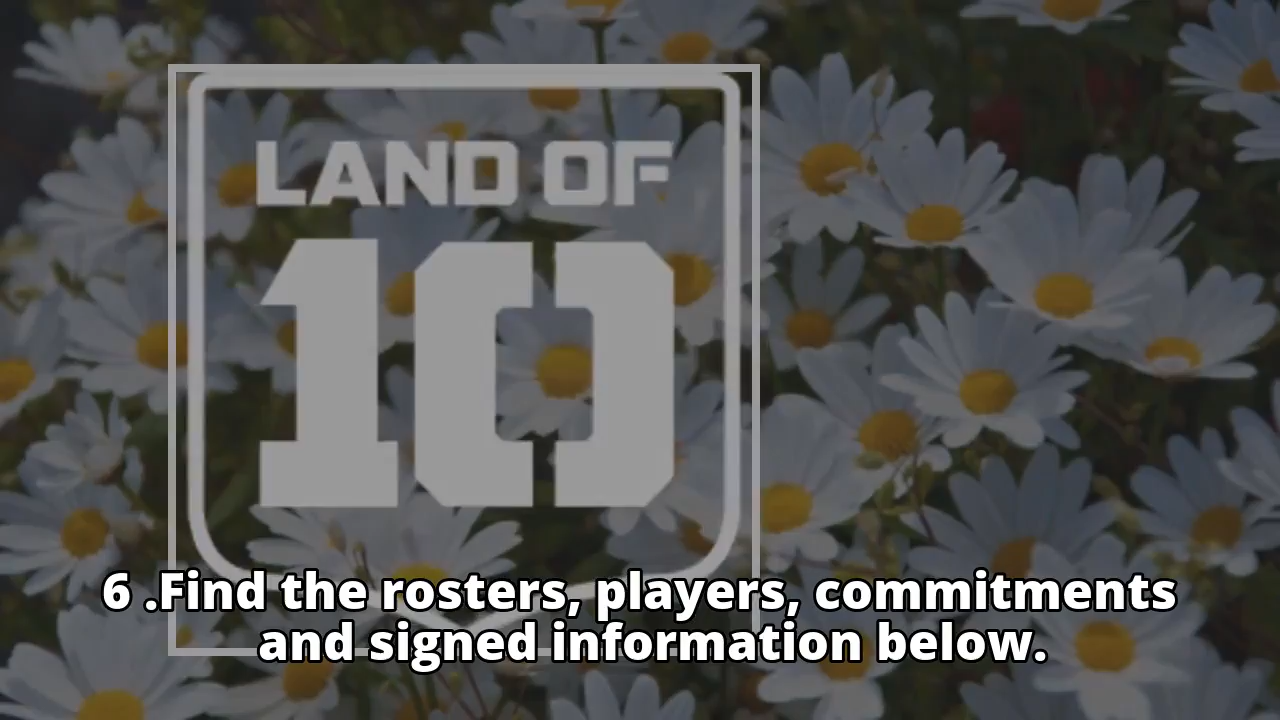 LAND OF
10
6 .Find the rosters, players, commitments
and signed information below.